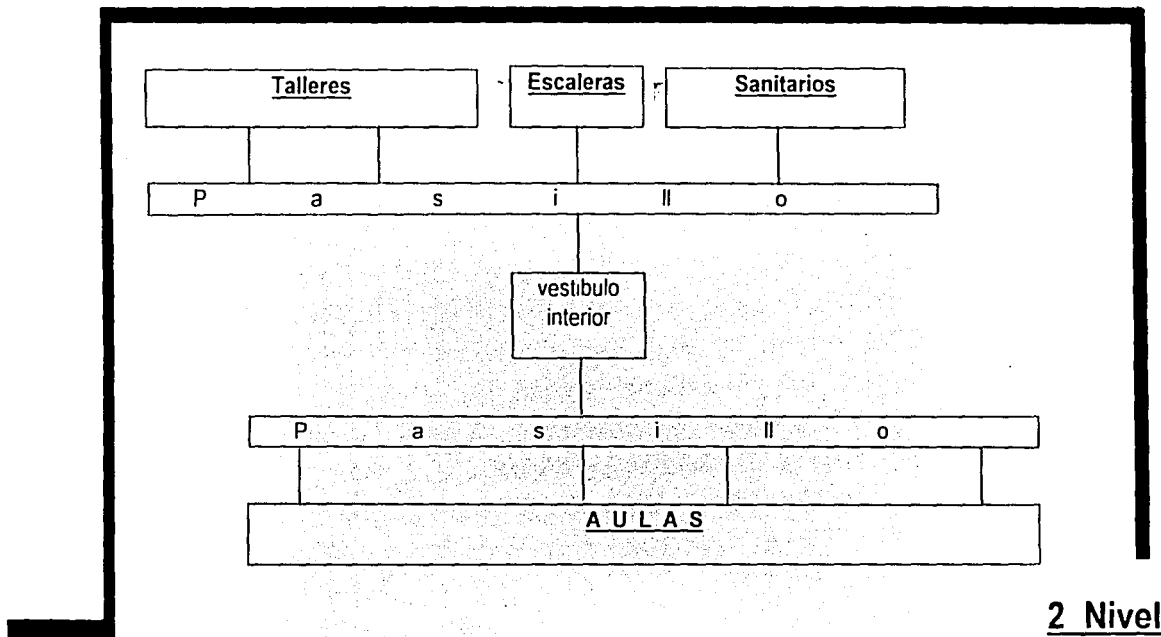 Talleres
Escaleras
Sanitarios
P a s i ll o
vestibulo
interior
P a s i ll o
A U L A S
2 Nivel